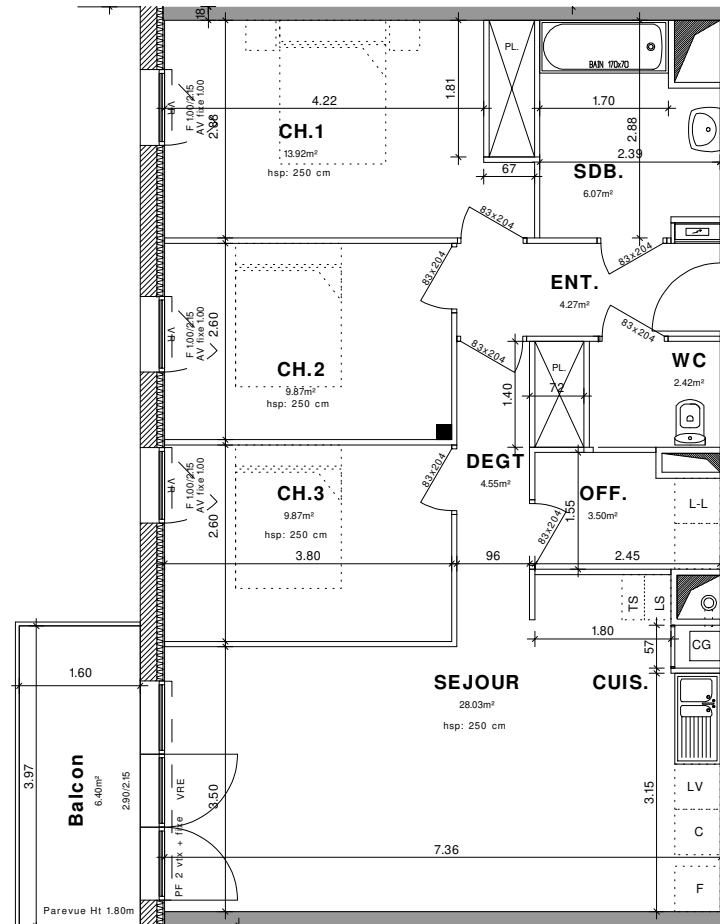 18
PL.
BAIN 170x70
VR
F 1.00/2.15
AV fixe 1.00
2.88
4.22
1.81
1.70
2.88
CH.1
13.92m²
hsp: 250 cm
2.39
67
SDB.
6.07m²
83x204
83x204
83x204
ENT.
4.27m²
VR
F 1.00/2.15
AV fixe 1.00
2.60
83x204
83x204
CH.2
9.87m²
hsp: 250 cm
PL.
72
1.40
WC
2.42m²
DEGT
4.55m²
VR
F 1.00/2.15
AV fixe 1.00
2.60
CH.3
9.87m²
hsp: 250 cm
83x204
OFF.
3.50m²
1.55
83x204
L-L
3.80
96
2.45
TS
LS
1.80
57
CG
1.60
SEJOUR
28.03m²
hsp: 250 cm
CUIS.
Balcon
6.40m²
2.90/2.15
3.97
PF 2 vtx + fixe
VRE
3.50
3.15
LV
C
7.36
F
Parevue Ht 1.80m